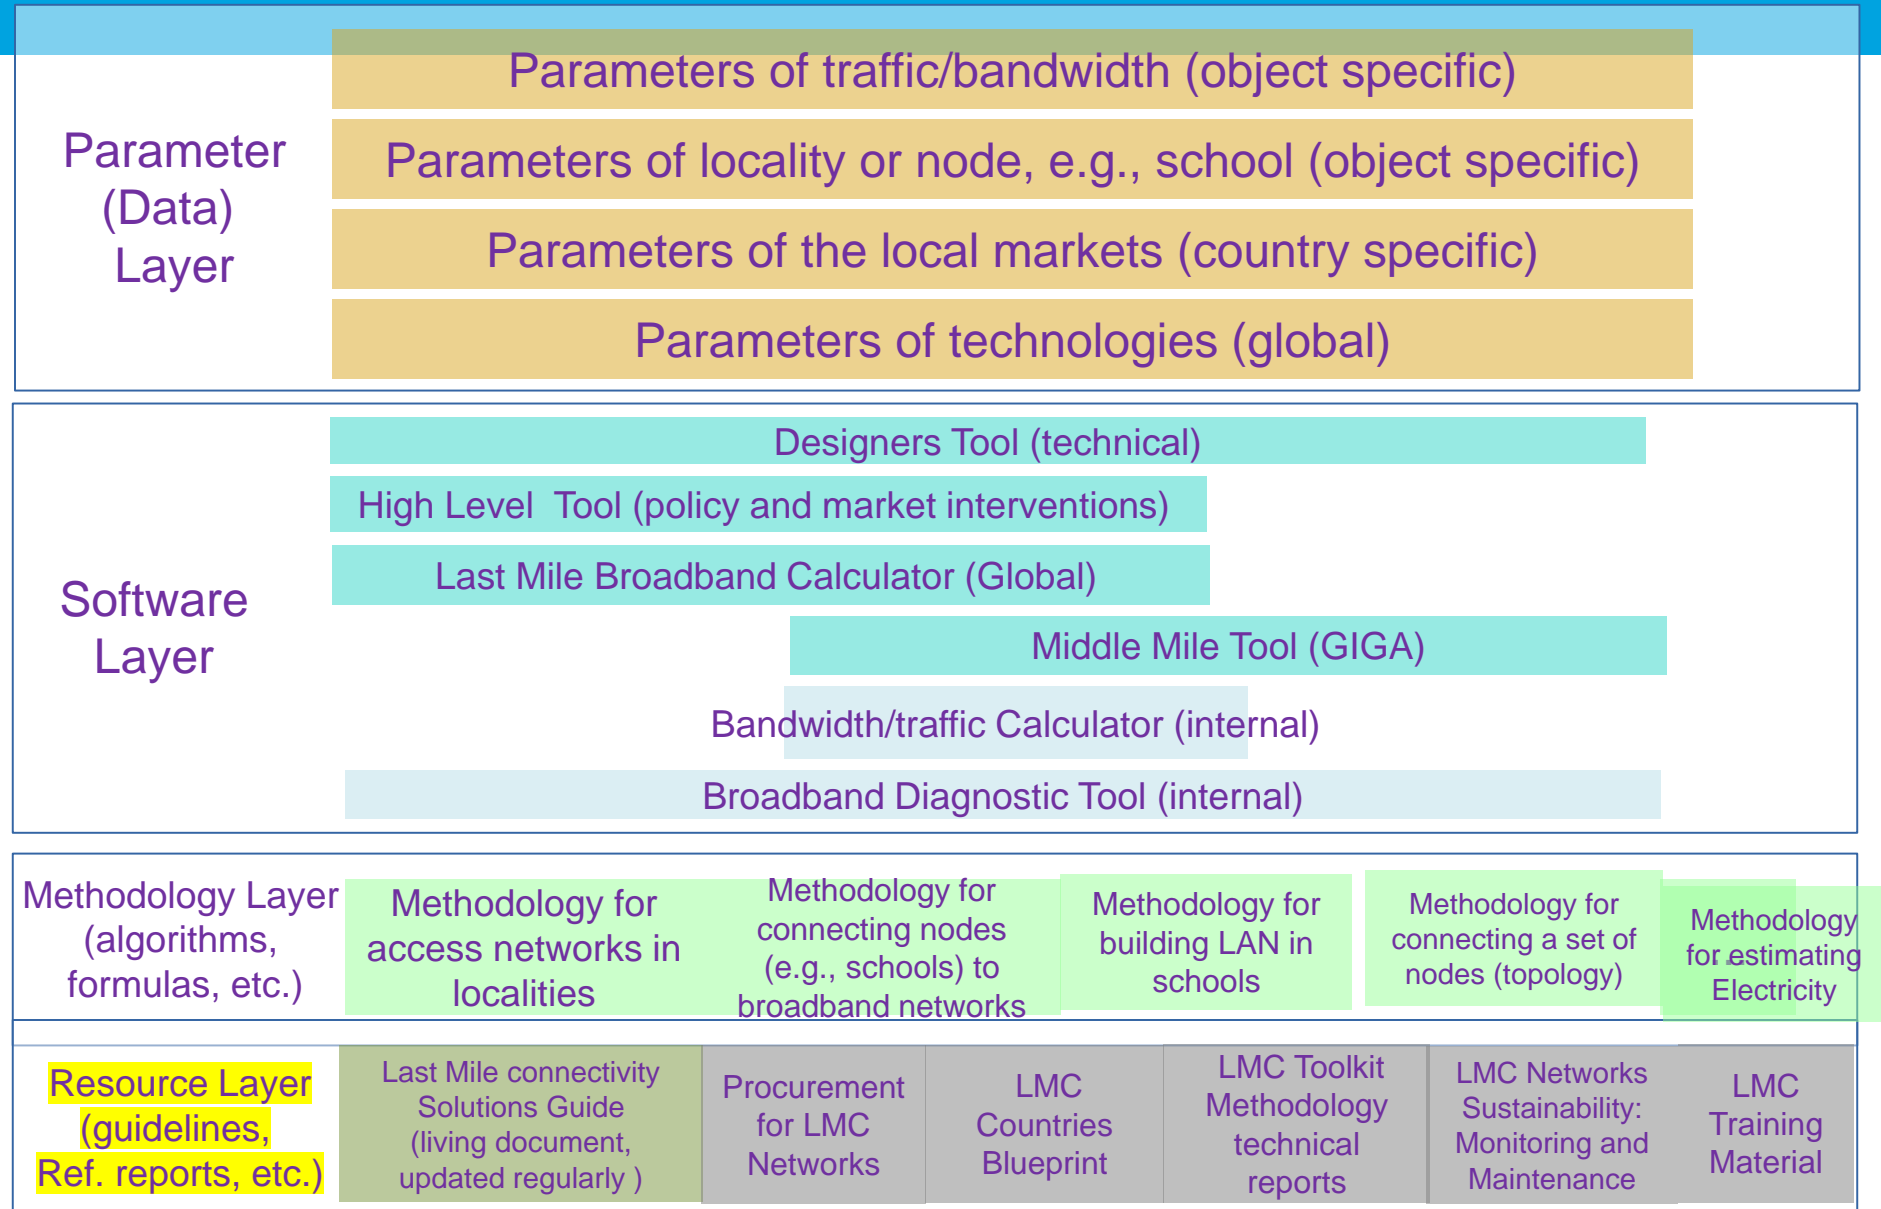 Parameter
(Data)
Layer
Parameters of traffic/bandwidth (object specific)
Parameters of locality or node, e.g., school (object specific)
Parameters of the local markets (country specific)
Parameters of technologies (global)
Software
Layer
Designers Tool (technical)
High Level Tool (policy and market interventions)
Last Mile Broadband Calculator (Global)
Middle Mile Tool (GIGA)
Bandwidth/traffic Calculator (internal)
Broadband Diagnostic Tool (internal)
Methodology Layer
(algorithms,
formulas, etc.)
Methodology for
access networks in
localities
Methodology for
connecting nodes
(e.g., schools) to
broadband networks
Methodology for
building LAN in
schools
Methodology for
connecting a set of
nodes (topology)
Methodology
for estimating
Electricity
...
Resource Layer
(guidelines,
Ref. reports, etc.)
Last Mile connectivity
Solutions Guide
(living document,
updated regularly )
Procurement
for LMC
Networks
LMC
Countries
Blueprint
LMC Toolkit
Methodology
technical
reports
LMC Networks
Sustainability:
Monitoring and
Maintenance
LMC
Training
Material